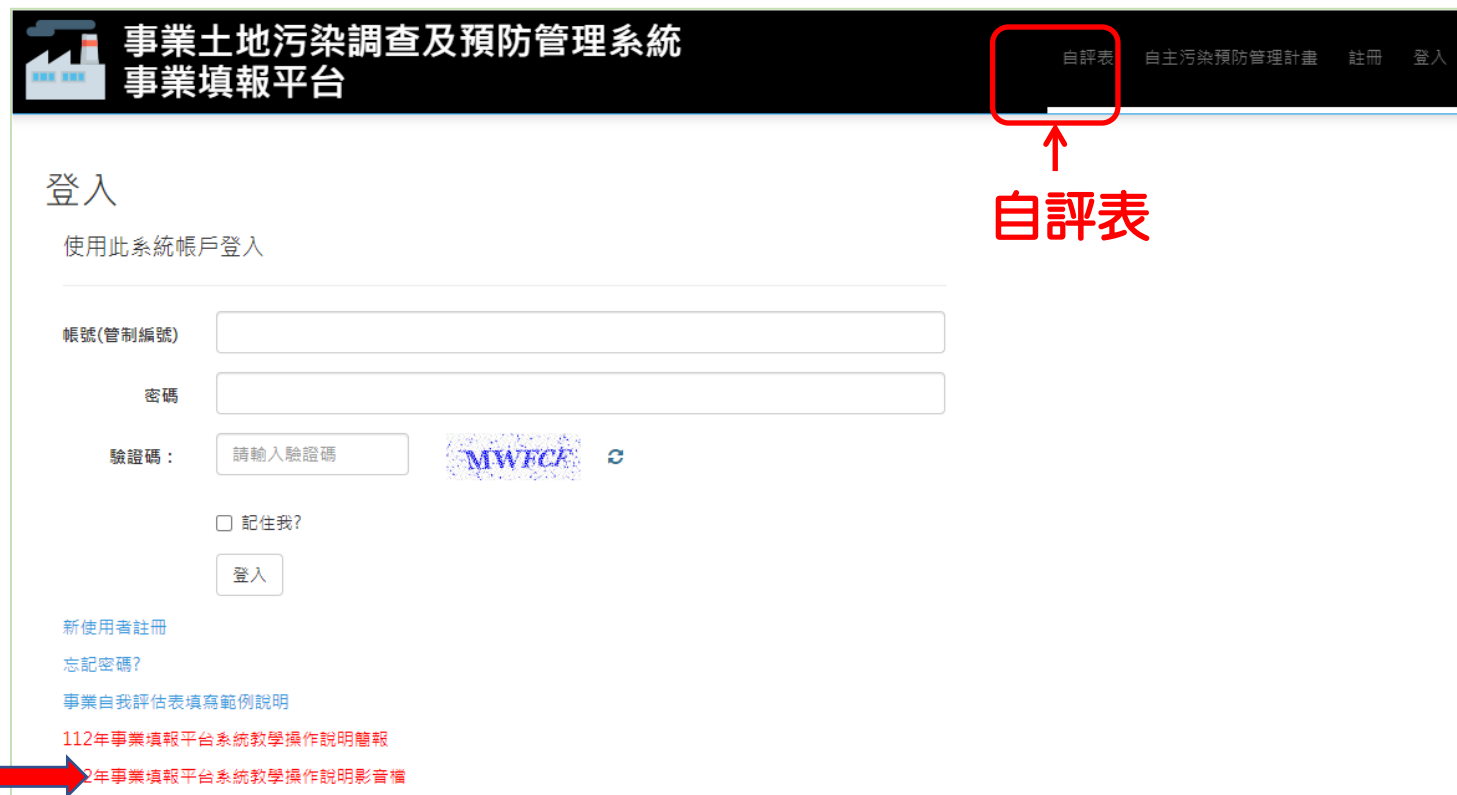 事業土地污染調查及預防管理系統
事業填報平台
自評表 自主污染預防管理計畫 註冊 登入
自評表
登入
使用此系統帳戶登入
帳號(管制編號)
密碼
驗證碼：
請輸入驗證碼
記住我?
登入
新使用者註冊
忘記密碼?
事業自我評估表填寫範例說明
112年事業填報平台系統教學操作說明簡報
2年事業填報平台系統教學操作說明影音檔